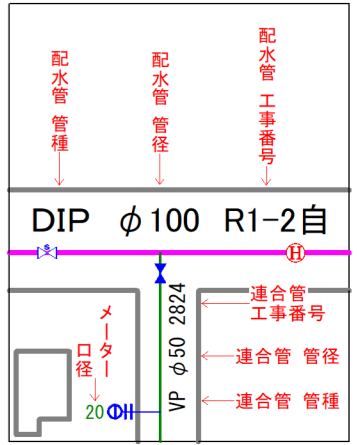 配水管 管種
配水管 管径
配水管 工事番号
DIP φ100 R1-2自
S
H
連合管
工事番号
VP φ50 2824
メーター
口径
連合管 管径
20
連合管 管種